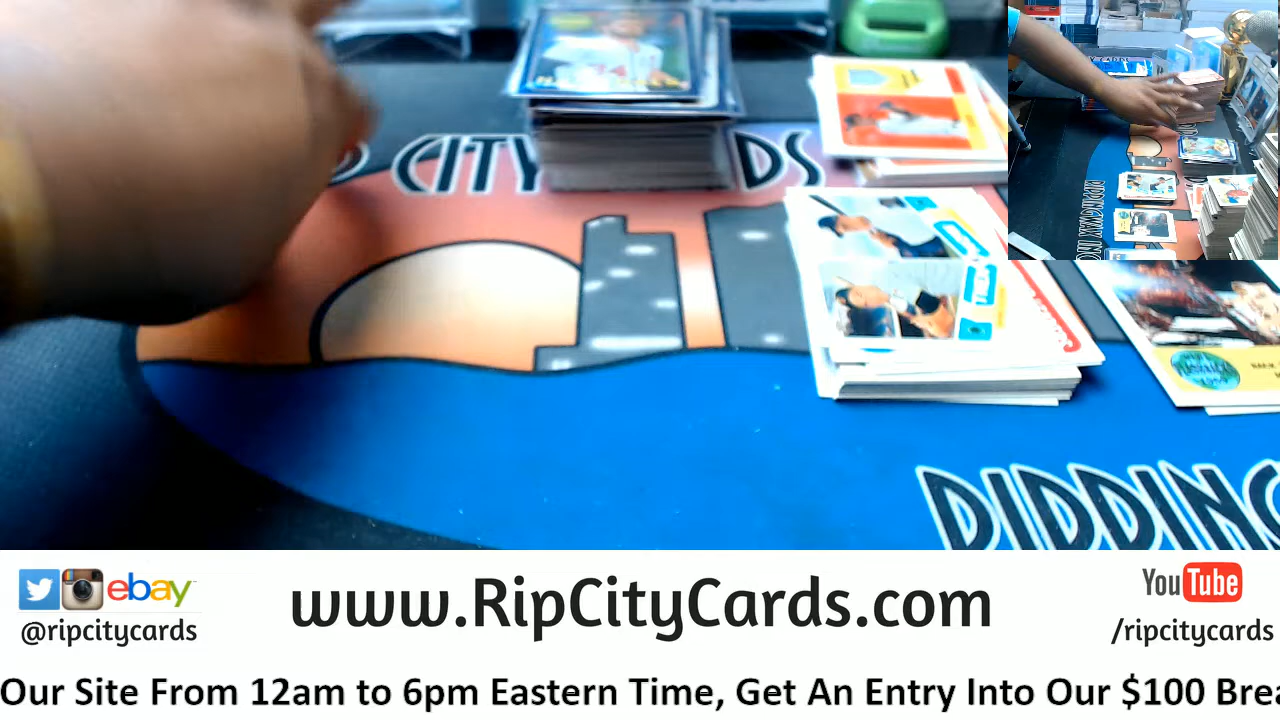 CITY
DS
DIDDING
ebay
@ripcitycards
www.RipCityCards.com
YouTube
/ripcitycards
Our Site From 12am to 6pm Eastern Time, Get An Entry Into Our $100 Brea